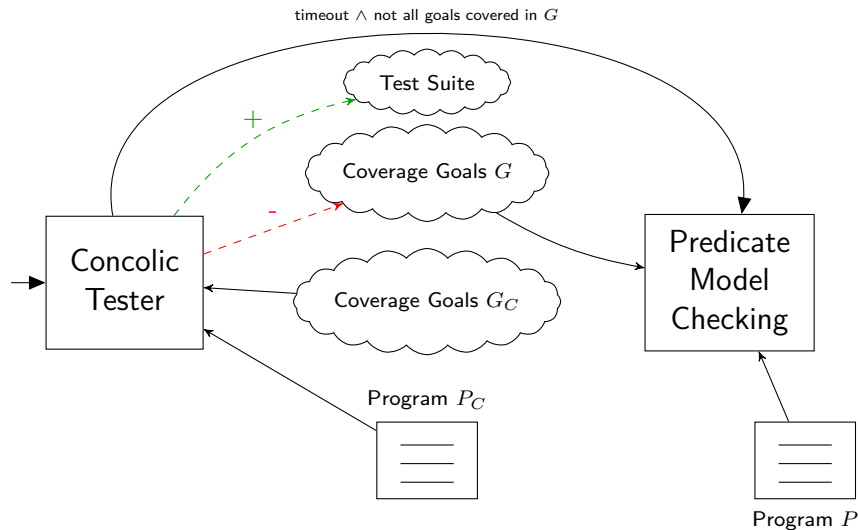 timeout ∧ not all goals covered in G
Test Suite
+
Coverage Goals G
-
Concolic
Tester
Coverage Goals G_C
Predicate
Model
Checking
Program P_C
Program P